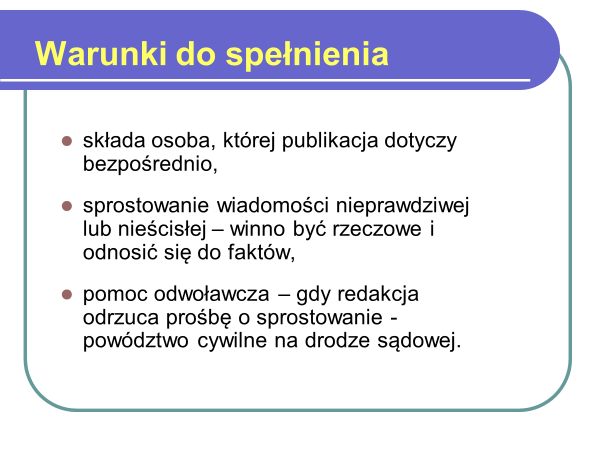 Warunki do spełnienia
składa osoba, której publikacja dotyczy
bezpośrednio,
sprostowanie wiadomości nieprawdziwej
lub nieścisłej – winno być rzeczowe i
odnosić się do faktów,
pomoc odwoławcza – gdy redakcja
odrzuca prośbę o sprostowanie -
powództwo cywilne na drodze sądowej.